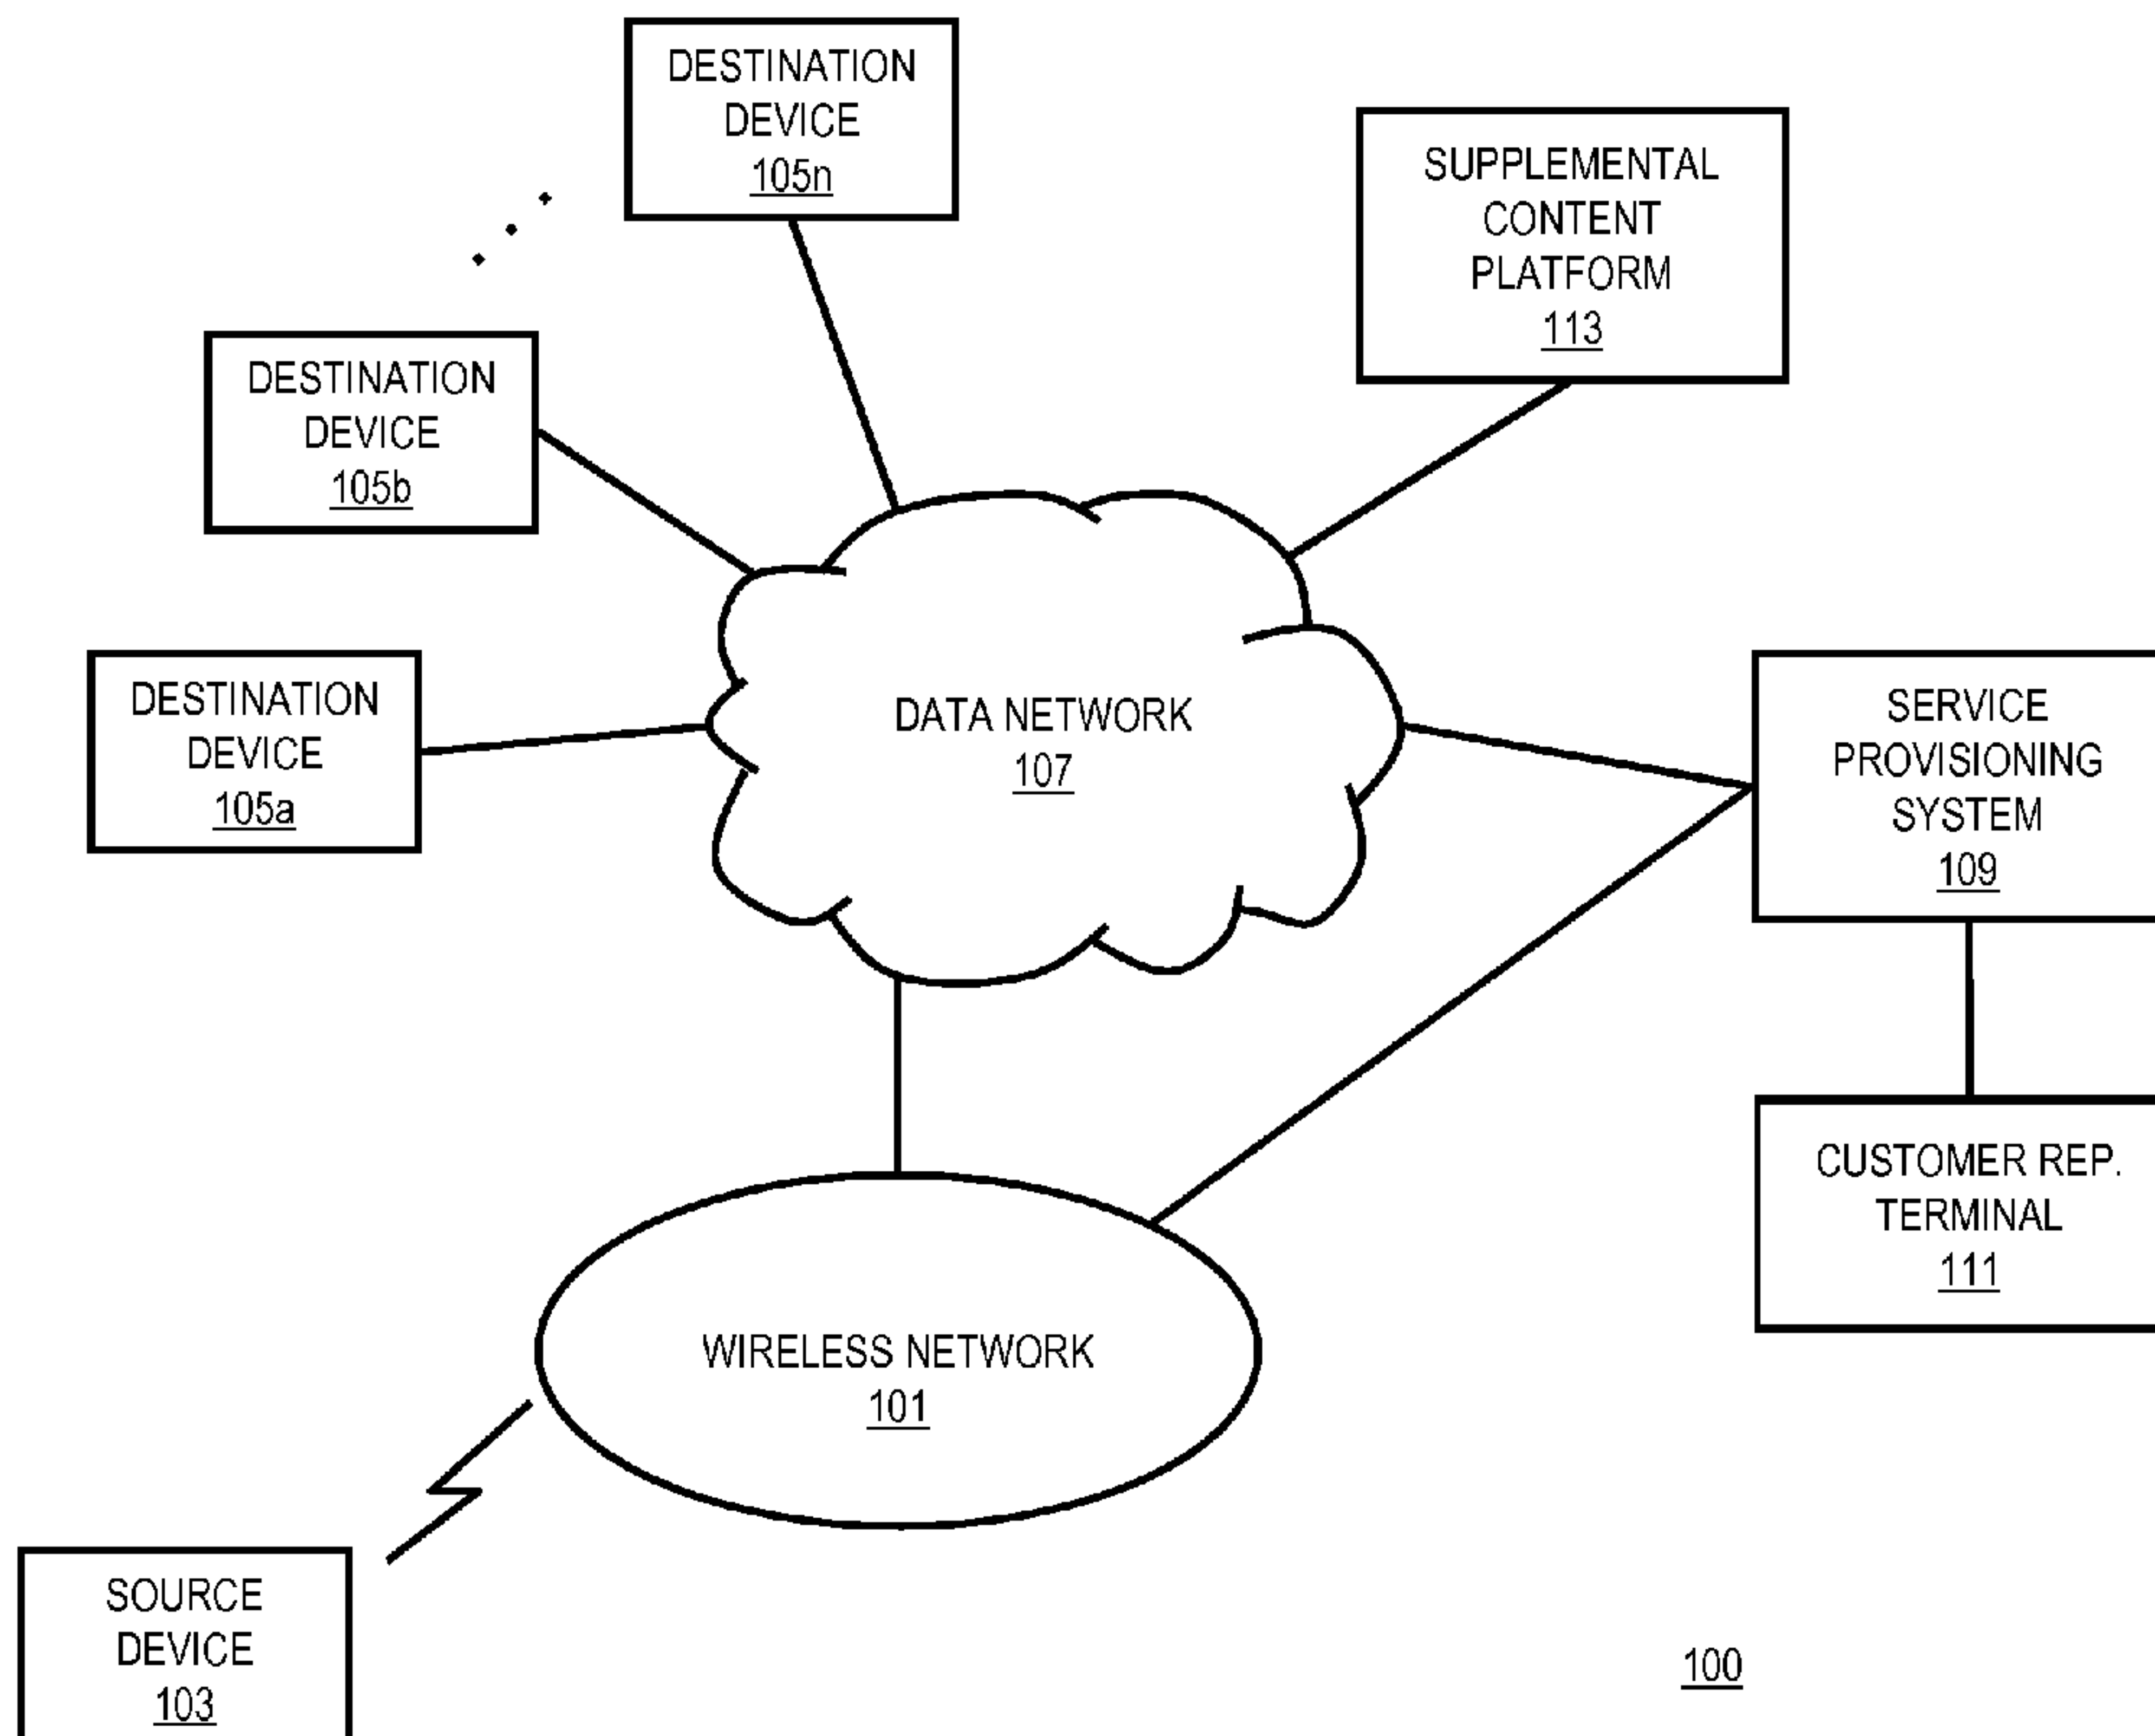 DESTINATION
DEVICE
105n
SUPPLEMENTAL
CONTENT
PLATFORM
113
DESTINATION
DEVICE
105b
DESTINATION
DEVICE
105a
DATA NETWORK
107
SERVICE
PROVISIONING
SYSTEM
109
CUSTOMER REP.
TERMINAL
111
WIRELESS NETWORK
101
SOURCE
DEVICE
103
100